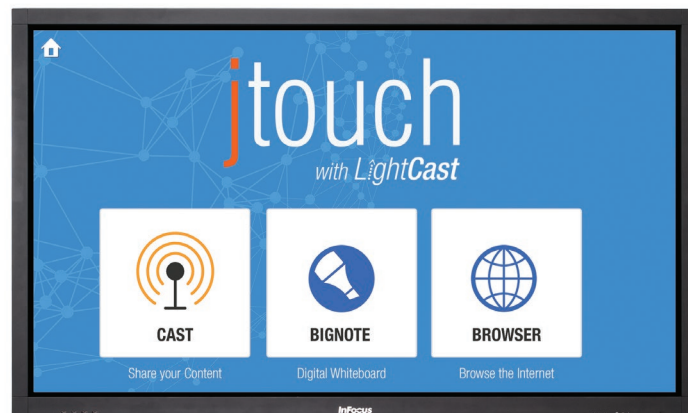 jtouch
with LightCast
CAST
BIGNOTE
BROWSER
Share your Content
Digital Whiteboard
Browse the Internet
InFocus